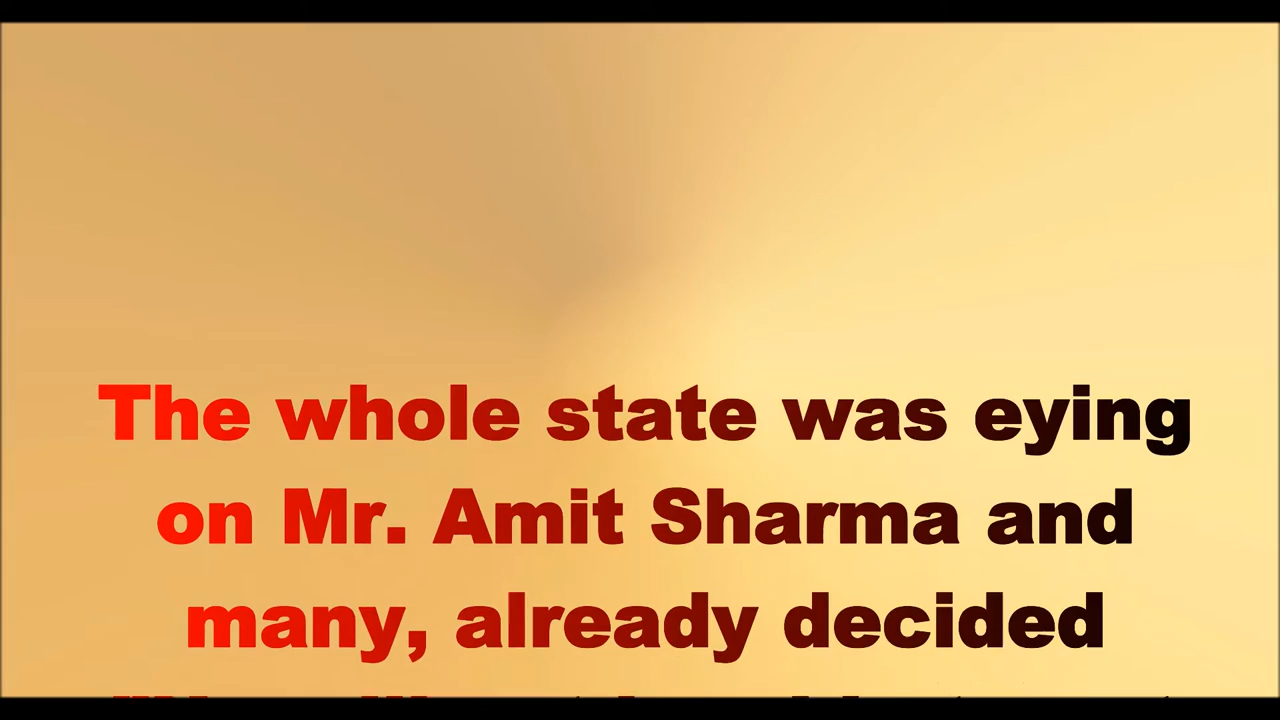 The whole state was eying
on Mr. Amit Sharma and
many, already decided